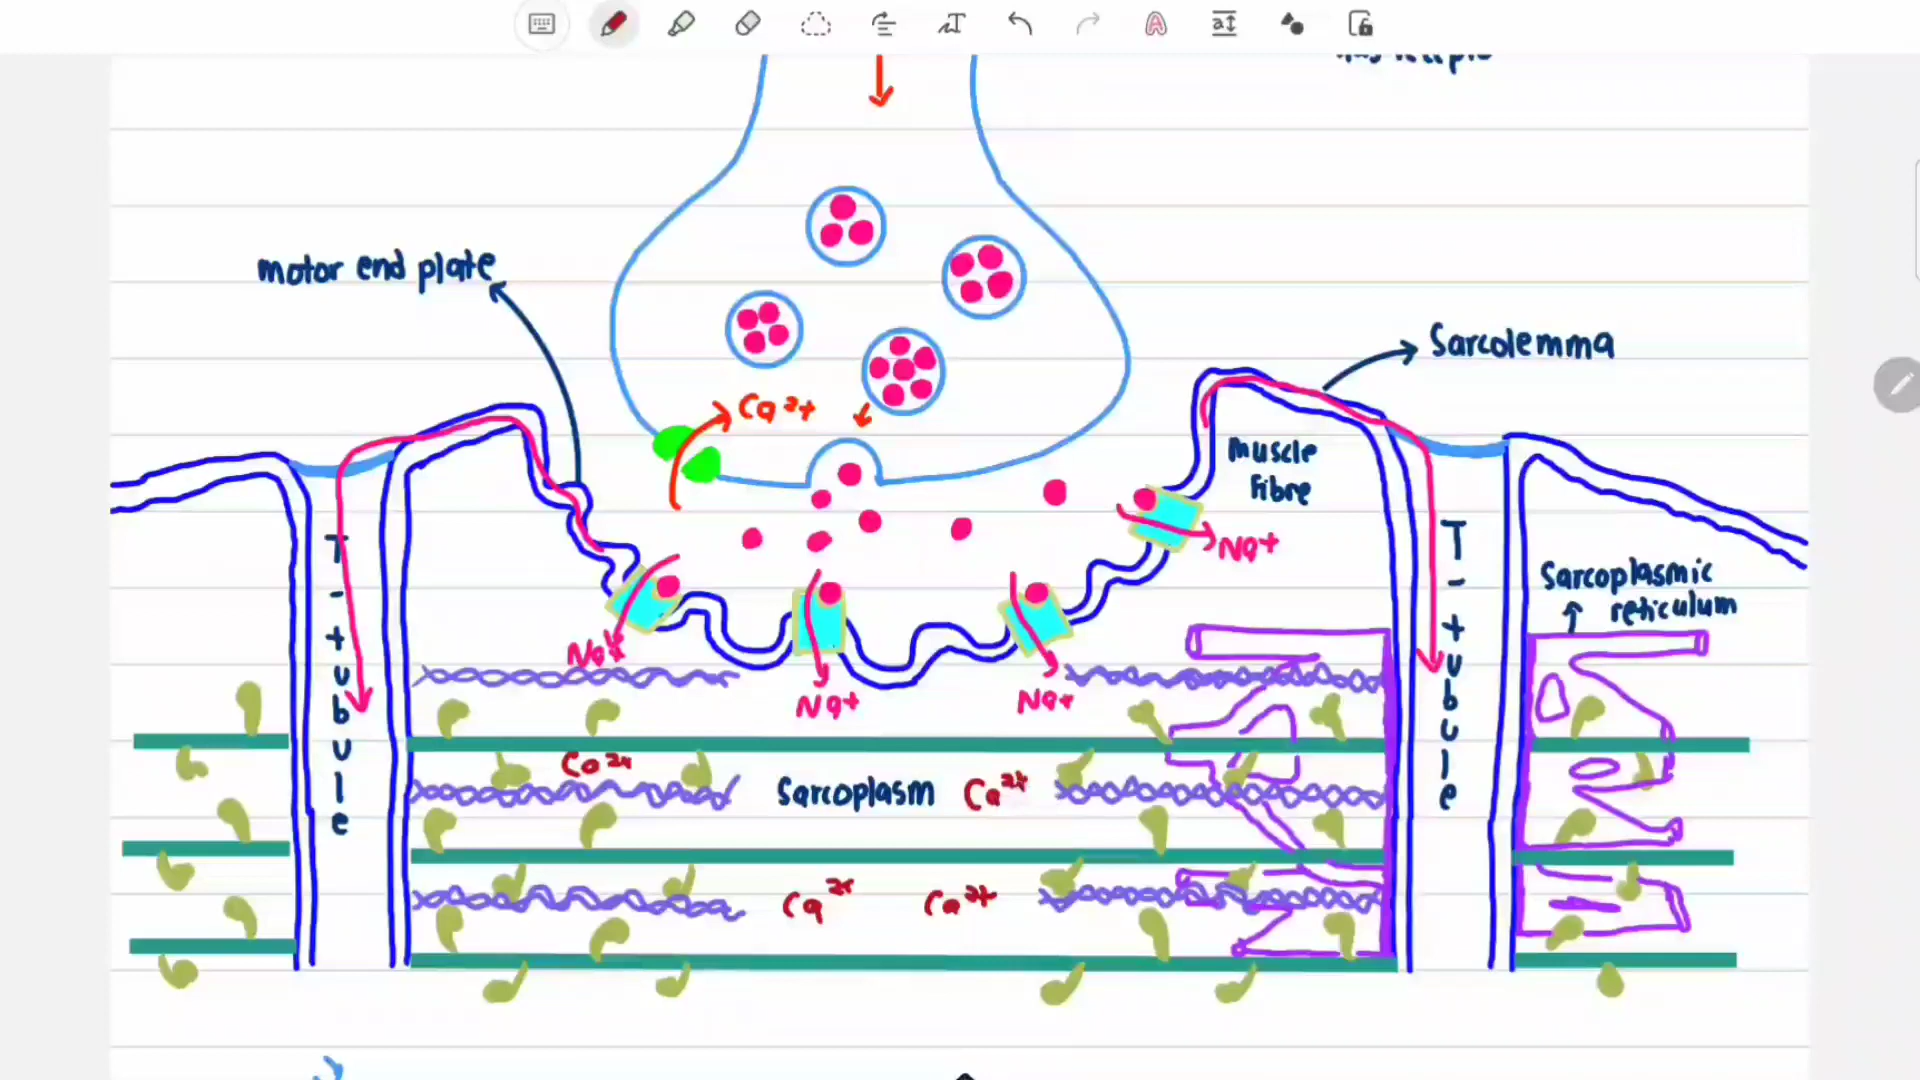 motor end plate
Ca²⁺
Sarcolemma
muscle
fibre
Na+
Sarcoplasmic
reticulum
Na+
Na+
Na+
T-tubule
T-tubule
Ca²⁺
Sarcoplasm
Ca²⁺
Ca²⁺
Ca²⁺